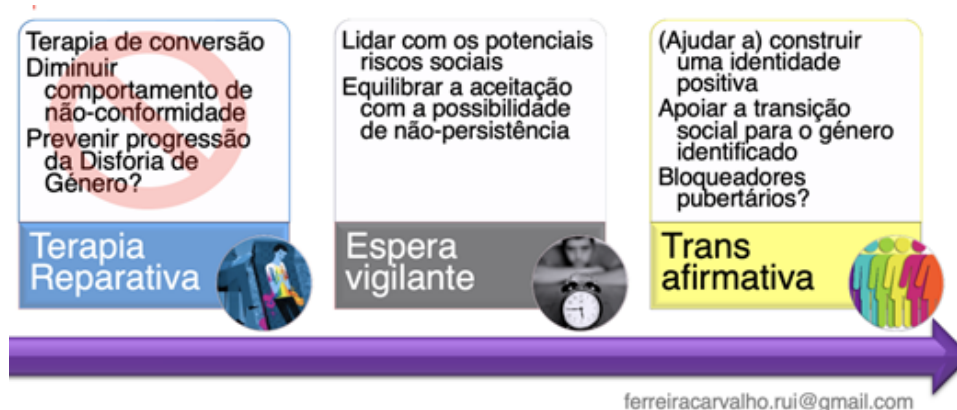 Terapia de conversão
Diminuir
comportamento de
não-conformidade
Prevenir progressão
da Disforia de
Género?
Terapia
Reparativa
Lidar com os potenciais
riscos sociais
Equilibrar a aceitação
com a possibilidade
de não-persistência
Espera
vigilante
(Ajudar a) construir
uma identidade
positiva
Apoiar a transição
social para o género
identificado
Bloqueadores
pubertários?
Trans
afirmativa
ferreiracarvalho.rui@gmail.com